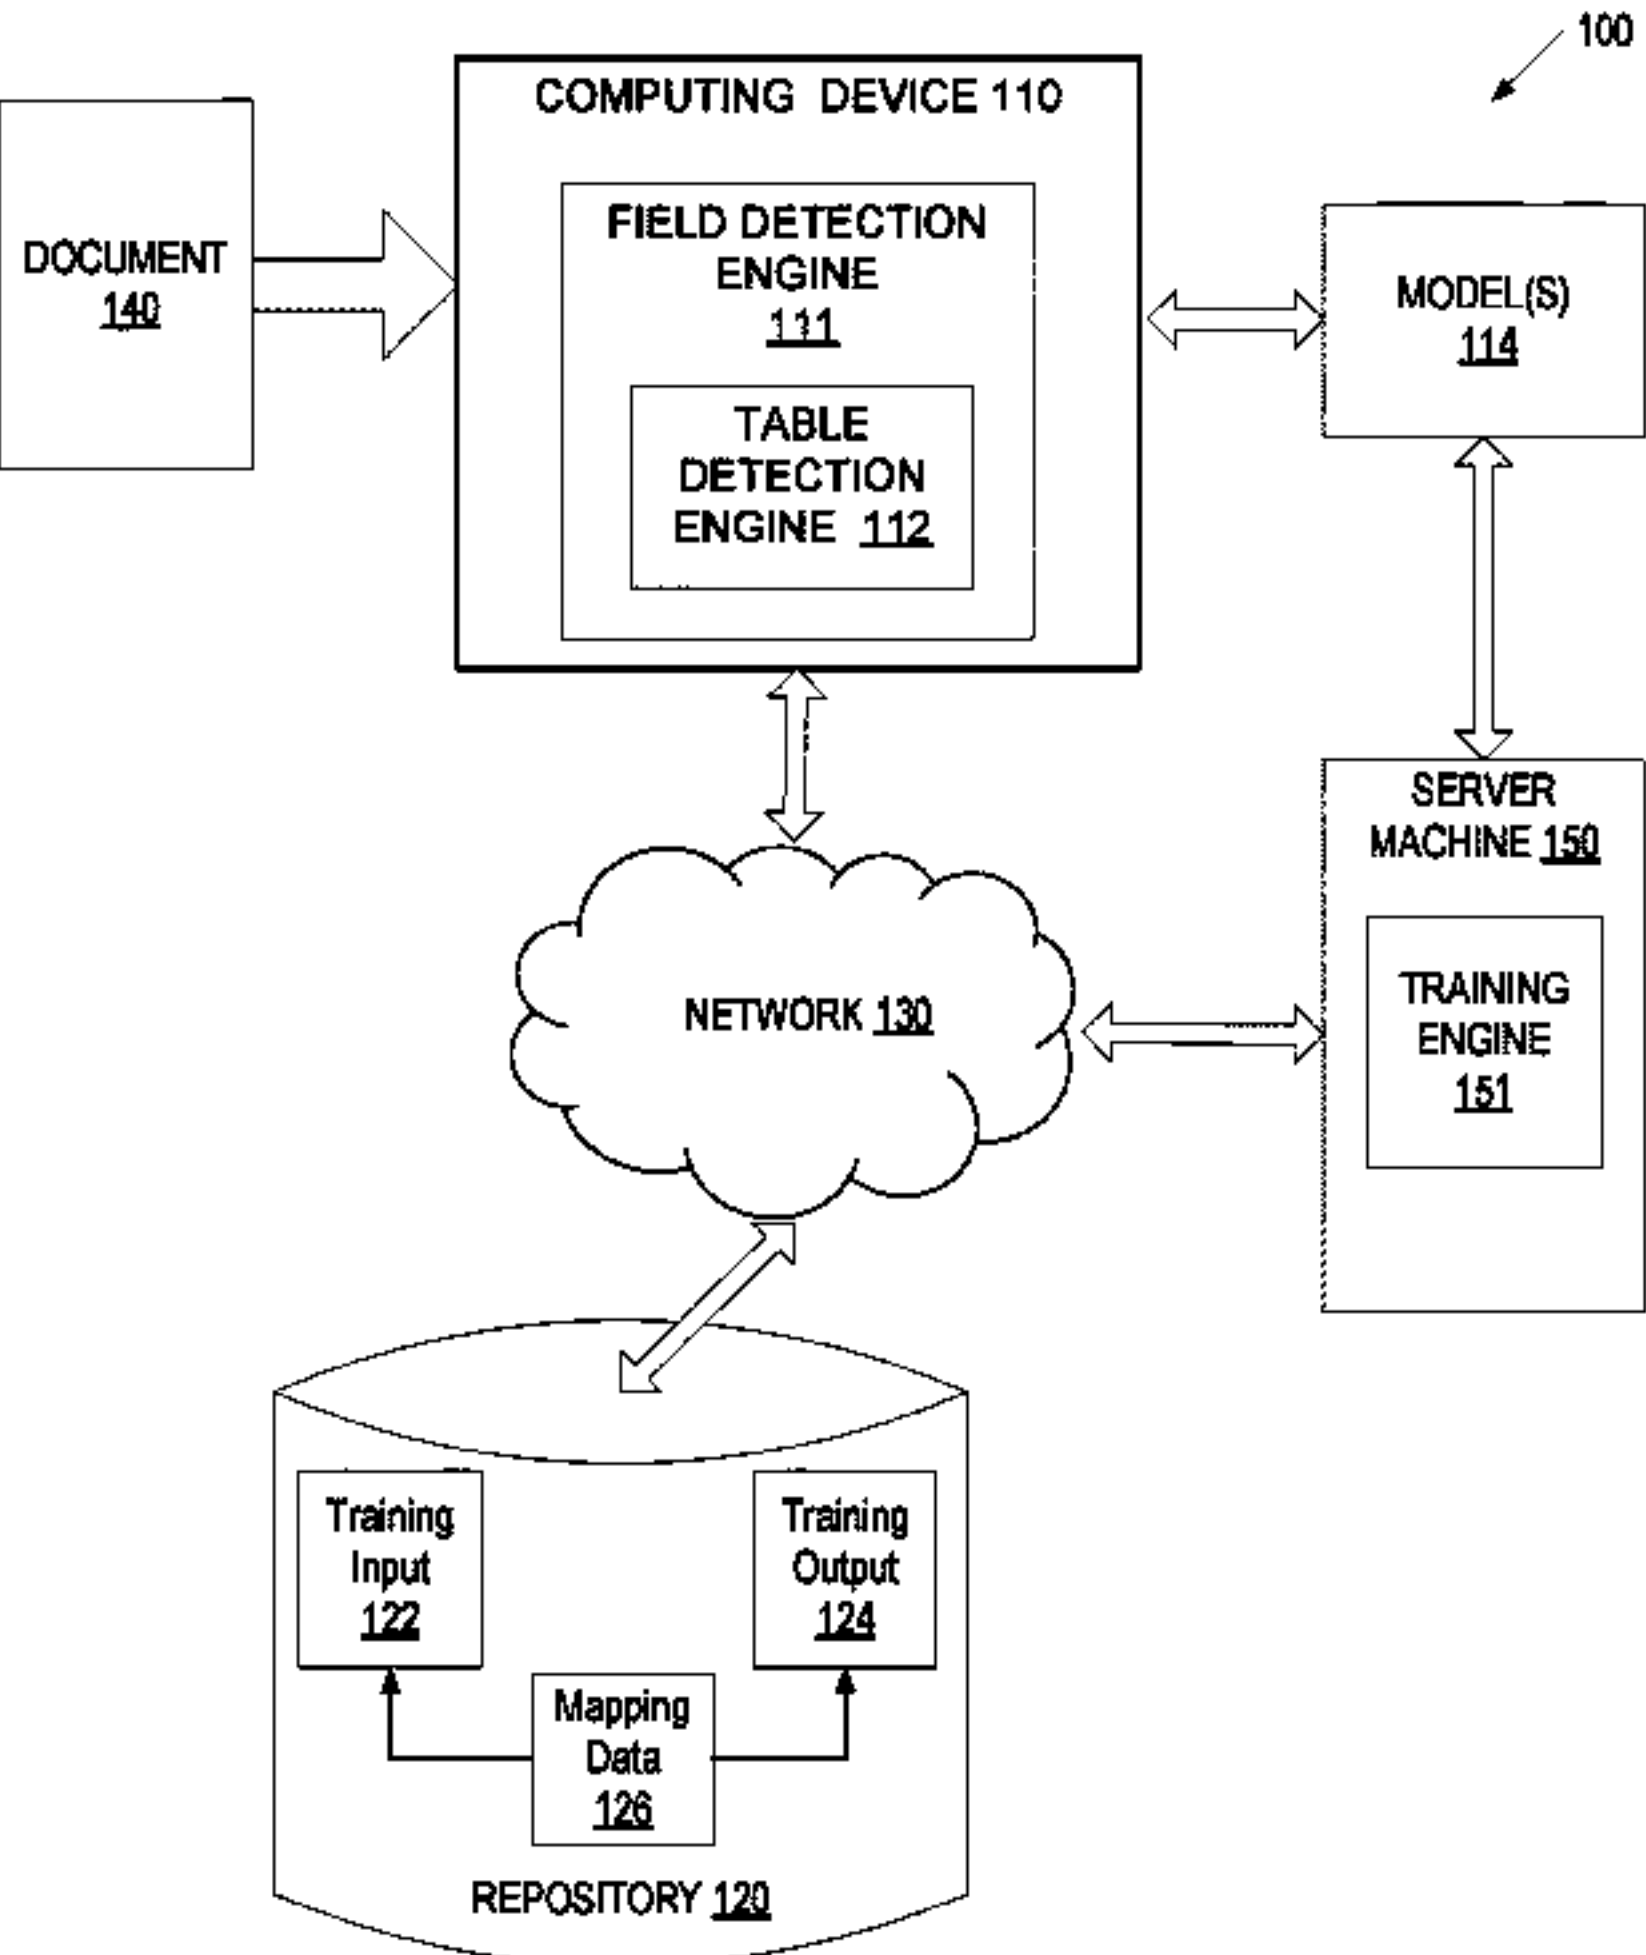 100
COMPUTING DEVICE 110
DOCUMENT
140
FIELD DETECTION
ENGINE
111
TABLE
DETECTION
ENGINE 112
MODEL(S)
114
SERVER
MACHINE 150
TRAINING
ENGINE
151
NETWORK 130
Training
Input
122
Training
Output
124
Mapping
Data
126
REPOSITORY 120